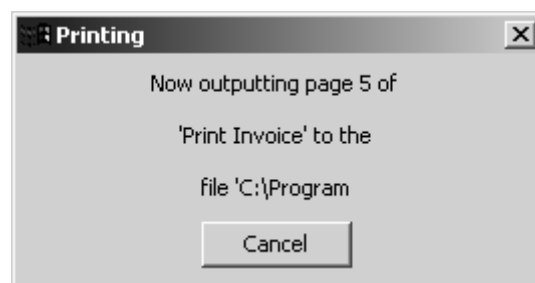 Printing
Now outputting page 5 of
'Print Invoice' to the
file 'C:\Program
Cancel